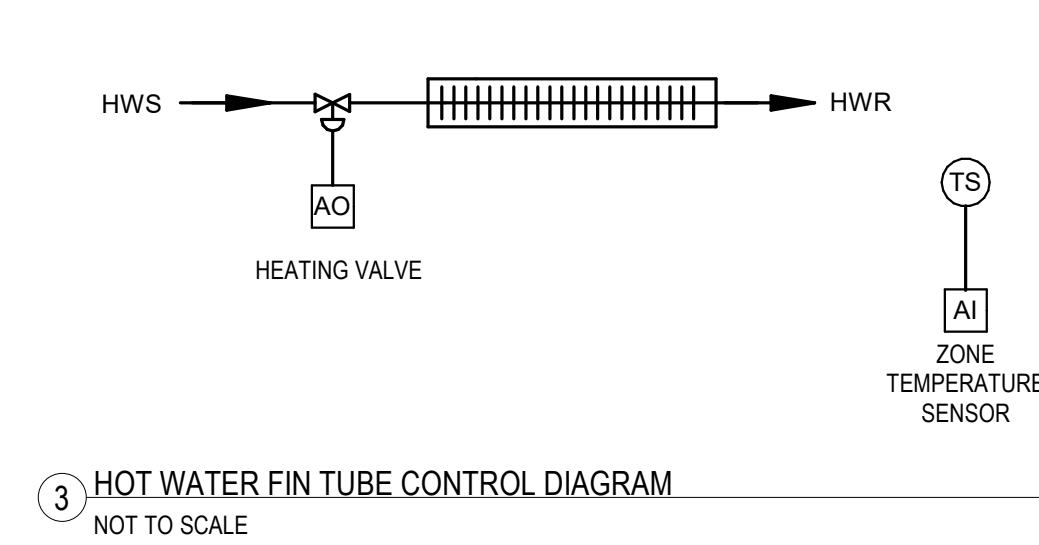 HWS
HWR
TS
AO
HEATING VALVE
AI
ZONE
TEMPERATURE
SENSOR
3
HOT WATER FIN TUBE CONTROL DIAGRAM
NOT TO SCALE